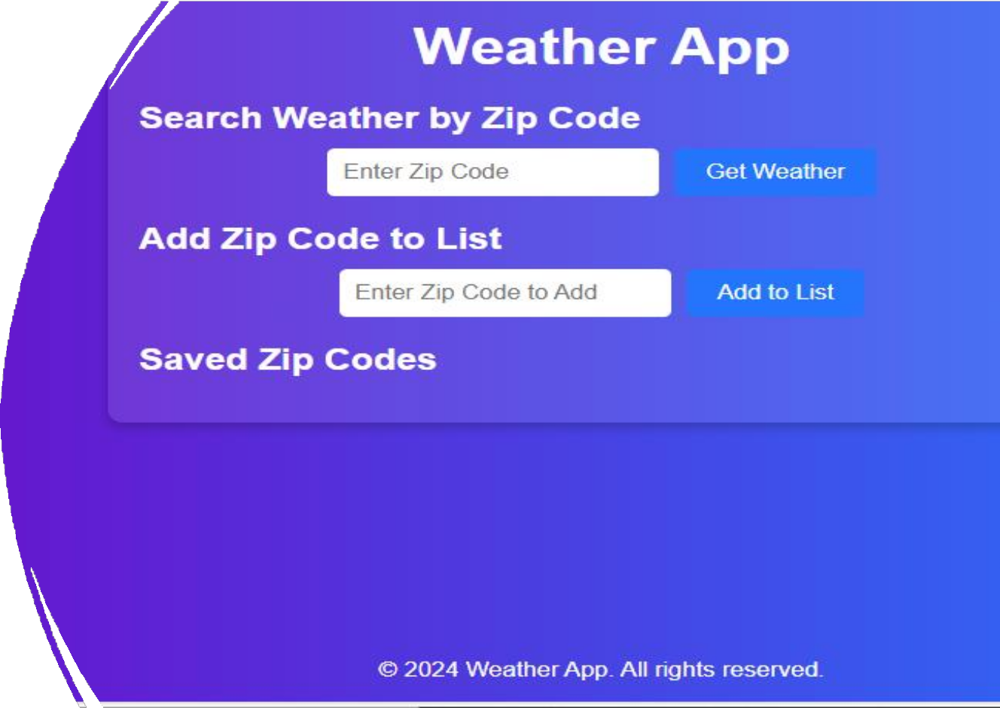 Weather App
Search Weather by Zip Code
Enter Zip Code Get Weather
Add Zip Code to List
Enter Zip Code to Add Add to List
Saved Zip Codes
© 2024 Weather App. All rights reserved.